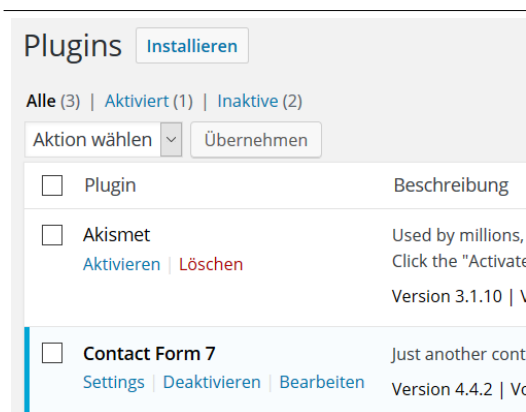 Plugins Installieren
Alle (3) | Aktiviert (1) | Inaktive (2)
Aktion wählen Übernehmen
Plugin Beschreibung
Akismet Used by millions,
Aktivieren | Löschen Click the "Activate
Version 3.1.10 |
Contact Form 7 Just another cont
Settings | Deaktivieren | Bearbeiten Version 4.4.2 | Vo